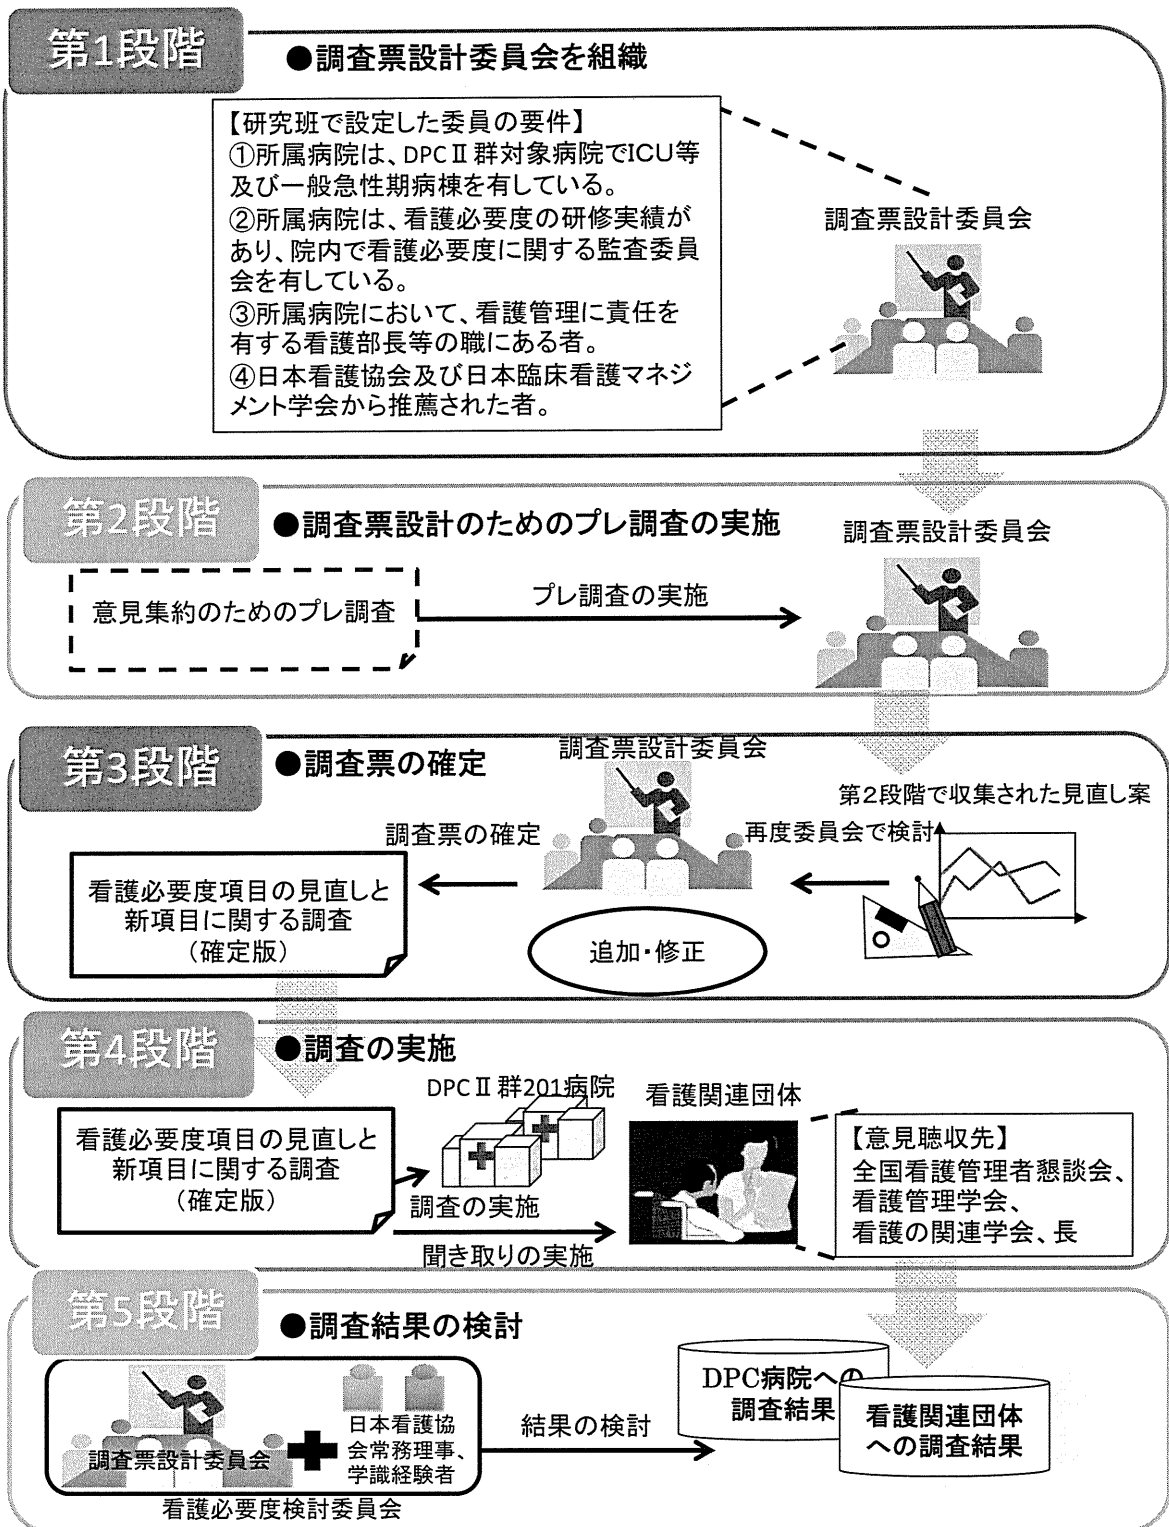 第1段階
●調査票設計委員会を組織
【研究班で設定した委員の要件】
①所属病院は、DPCⅡ群対象病院でICU等
及び一般急性期病棟を有している。
②所属病院は、看護必要度の研修実績が
あり、院内で看護必要度に関する監査委員
会を有している。
③所属病院において、看護管理に責任を
有する看護部長等の職にある者。
④日本看護協会及び日本臨床看護マネジ
メント学会から推薦された者。
調査票設計委員会
第2段階
●調査票設計のためのプレ調査の実施
調査票設計委員会
意見集約のためのプレ調査
プレ調査の実施
第3段階
●調査票の確定
調査票設計委員会
第2段階で収集された見直し案
調査票の確定
再度委員会で検討
看護必要度項目の見直しと
新項目に関する調査
(確定版)
追加・修正
第4段階
●調査の実施
DPCⅡ群201病院
看護関連団体
看護必要度項目の見直しと
新項目に関する調査
(確定版)
調査の実施
聞き取りの実施
【意見聴収先】
全国看護管理者懇談会、
看護管理学会、
看護の関連学会、長
第5段階
●調査結果の検討
調査票設計委員会
日本看護協
会常務理事、
学識経験者
看護必要度検討委員会
結果の検討
DPC病院への
調査結果
看護関連団体
への調査結果